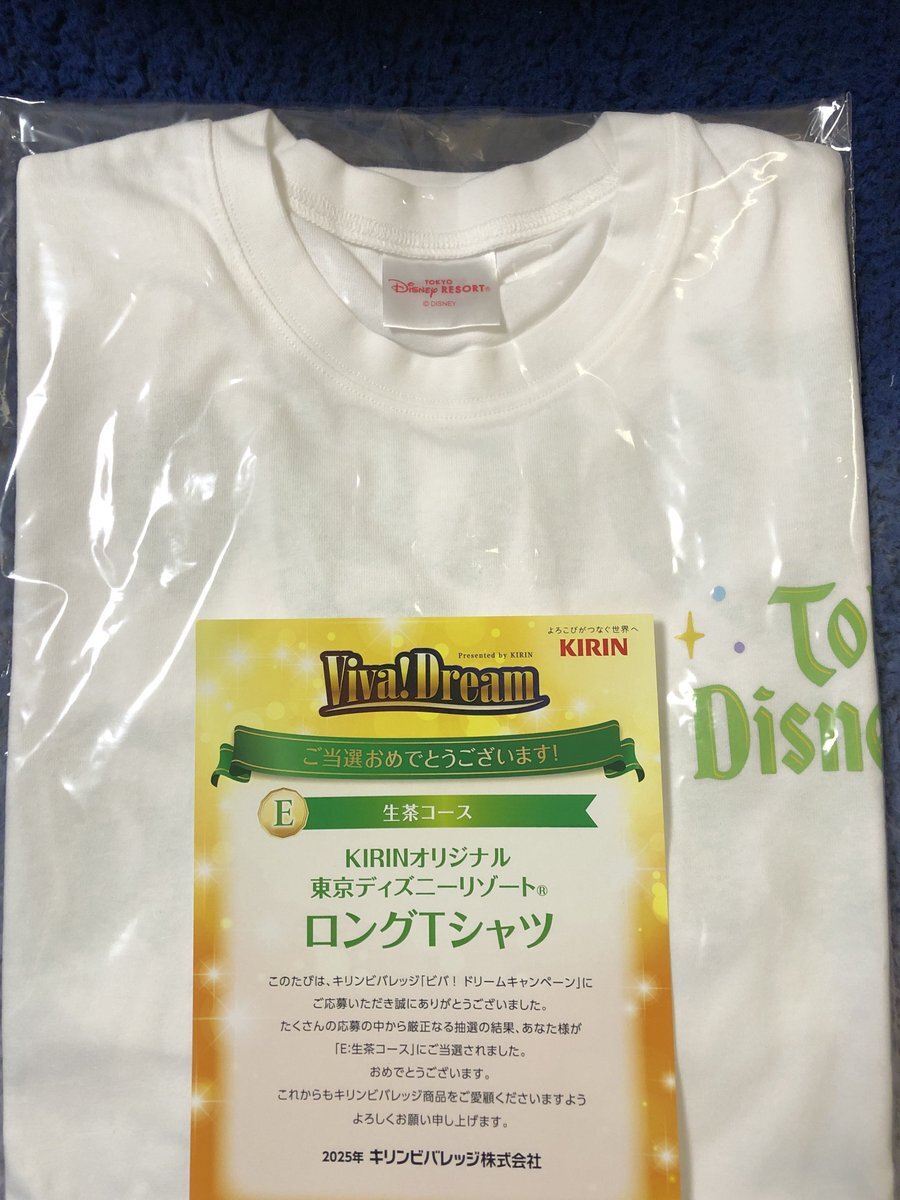 TOKYO
Disney RESORT®
© DISNEY
To
Disne
よろこびがつなぐ世界へ
KIRIN
Presented by KIRIN
Viva!Dream
ご当選おめでとうございます!
E 生茶コース
KIRINオリジナル
東京ディズニーリゾート®
ロングTシャツ
このたびは、キリンビバレッジ「ビバ! ドリームキャンペーン」に
ご応募いただき誠にありがとうございました。
たくさんの応募の中から厳正なる抽選の結果、あなた様が
「E:生茶コース」にご当選されました。
おめでとうございます。
これからもキリンビバレッジ商品をご愛顧くださいますよう
よろしくお願い申し上げます。
2025年 キリンビバレッジ株式会社